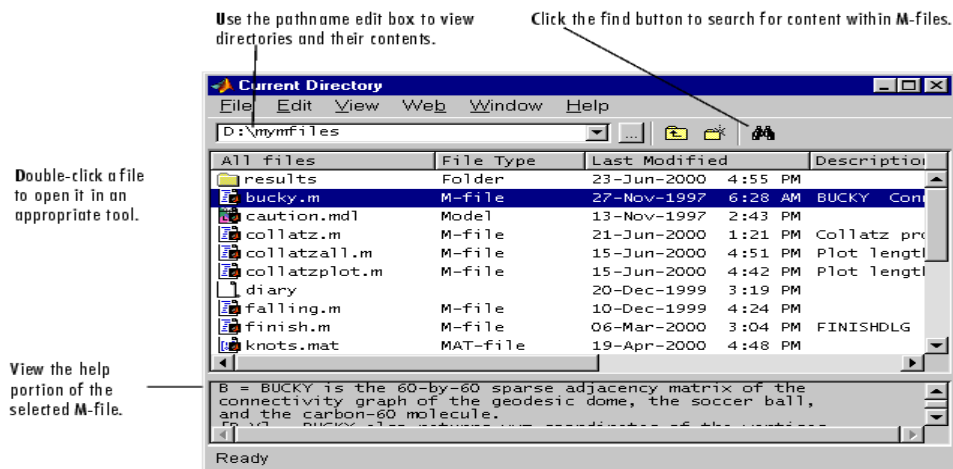 Use the pathname edit box to view
directories and their contents.
Click the find button to search for content within M-files.
Current Directory
File Edit View Web Window Help
D:\mymfiles
...
All files File Type Last Modified Description
results Folder 23-Jun-2000 4:55 PM
bucky.m M-file 27-Nov-1997 6:28 AM BUCKY
caution.mdl Model 13-Nov-1997 2:43 PM
collatz.m M-file 21-Jun-2000 1:21 PM Collatz
collatzall.m M-file 15-Jun-2000 4:51 PM Plot
collatzplot.m M-file 15-Jun-2000 4:42 PM Plot
diary 20-Dec-1999 3:19 PM
falling.m M-file 10-Dec-1999 4:24 PM
finish.m M-file 06-Mar-2000 3:04 PM FINISHDLG
knots.mat MAT-file 19-Apr-2000 4:48 PM
Double-click a file
to open it in an
appropriate tool.
View the help
portion of the
selected M-file.
B = BUCKY is the 60-by-60 sparse adjacency matrix of the
connectivity graph of the geodesic dome, the soccer ball,
and the carbon-60 molecule.
Ready